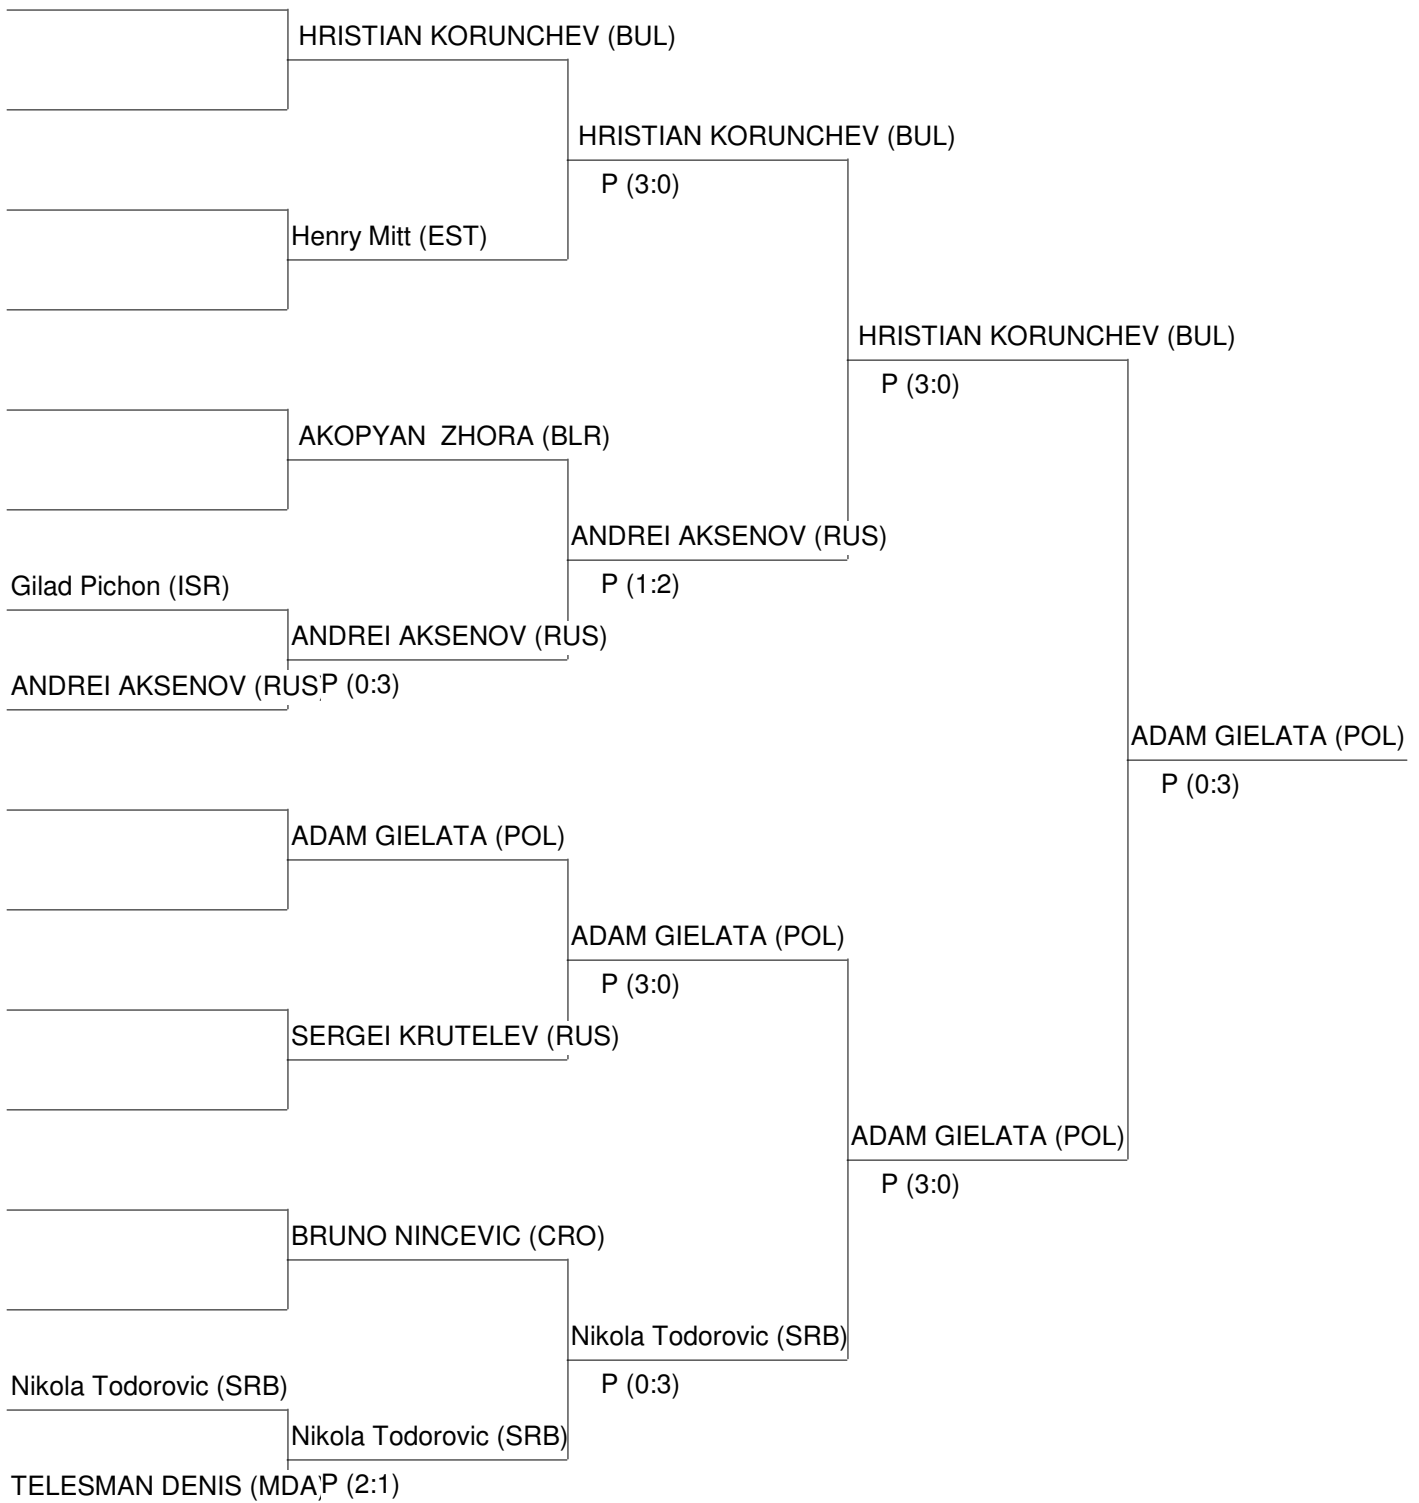 HRISTIAN KORUNCHEV (BUL)
HRISTIAN KORUNCHEV (BUL)
P (3:0)
Henry Mitt (EST)
HRISTIAN KORUNCHEV (BUL)
P (3:0)
AKOPYAN  ZHORA (BLR)
ANDREI AKSENOV (RUS)
Gilad Pichon (ISR)
P (1:2)
ANDREI AKSENOV (RUS)
ANDREI AKSENOV (RUS) P (0:3)
ADAM GIELATA (POL)
P (0:3)
ADAM GIELATA (POL)
ADAM GIELATA (POL)
P (3:0)
SERGEI KRUTELEV (RUS)
ADAM GIELATA (POL)
P (3:0)
BRUNO NINCEVIC (CRO)
Nikola Todorovic (SRB)
Nikola Todorovic (SRB)
P (0:3)
Nikola Todorovic (SRB)
TELESMAN DENIS (MDA) P (2:1)